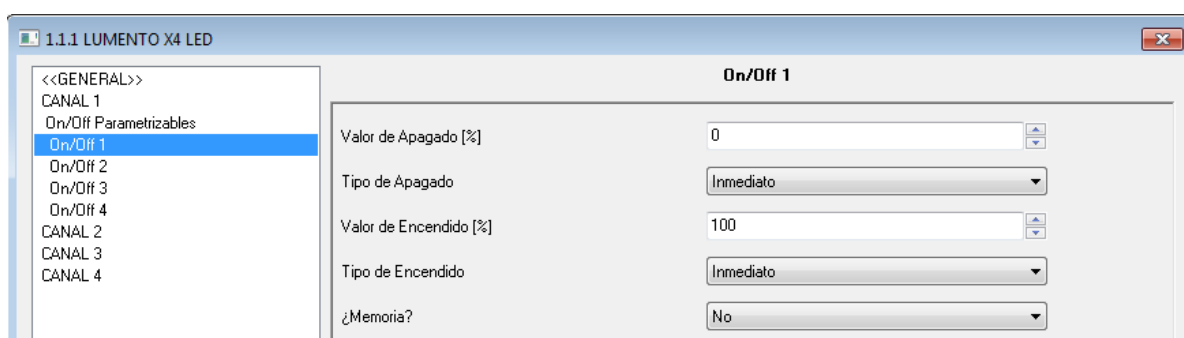 1.1.1 LUMENTO X4 LED
<<GENERAL>>
CANAL 1
On/Off Parametrizables
On/Off 1
On/Off 2
On/Off 3
On/Off 4
CANAL 2
CANAL 3
CANAL 4
On/Off 1
Valor de Apagado [%] 0
Tipo de Apagado Inmediato
Valor de Encendido [%] 100
Tipo de Encendido Inmediato
¿Memoria? No